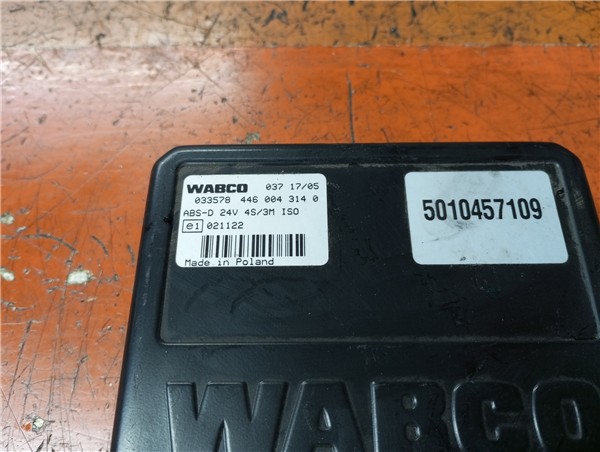 WABCO 037 17/05
033578 446 004 314 0
ABS-D 24V 4S/3M ISO
e1 021122
Made in Poland
5010457109
WABCO